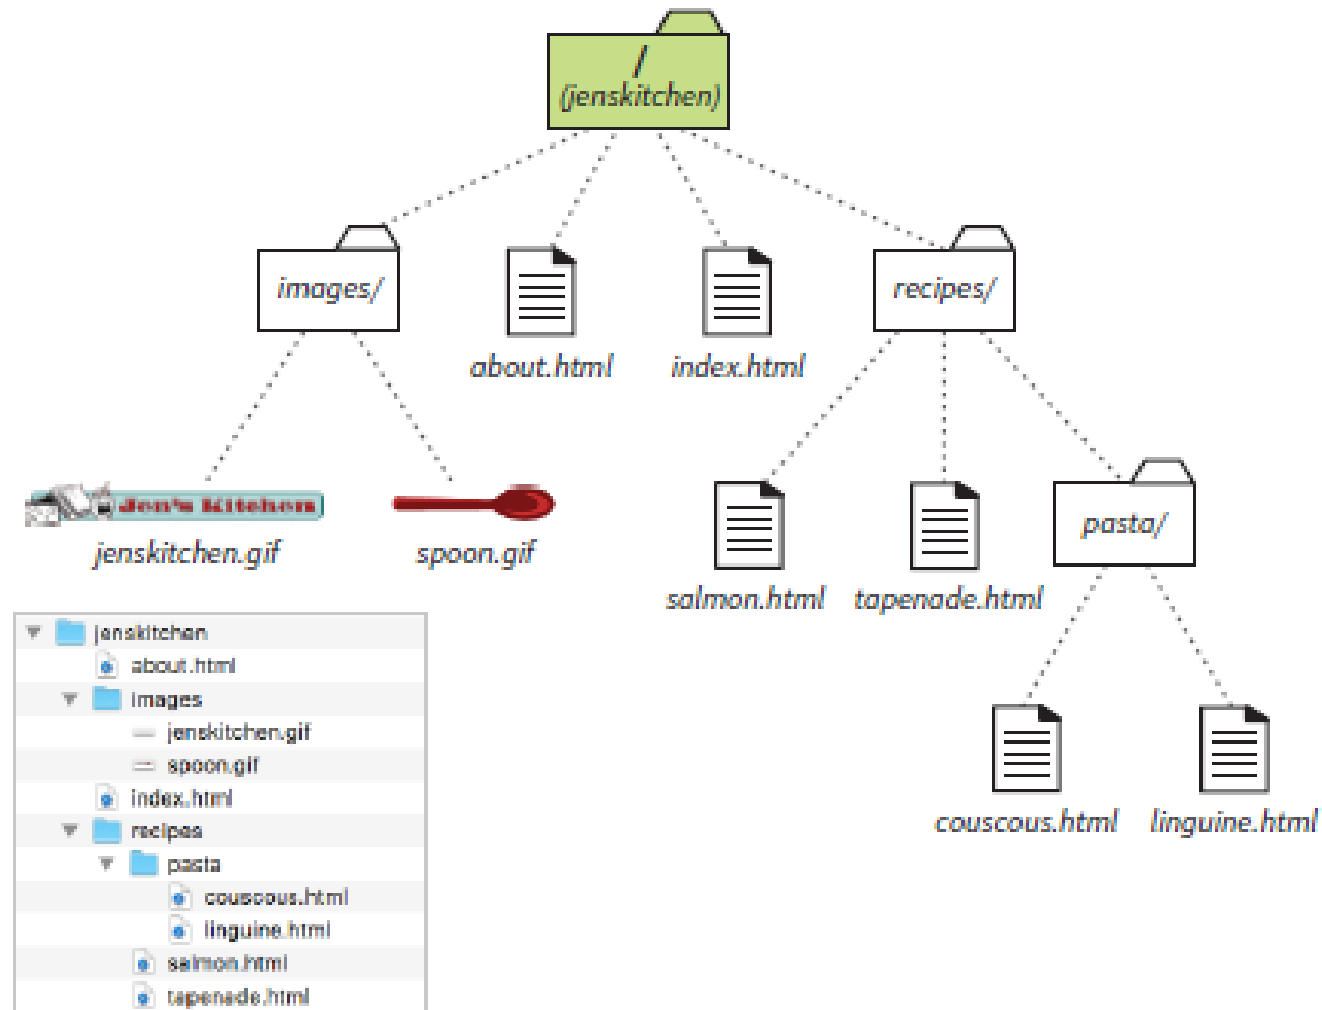 /
(jenskitchen)
images/
about.html
index.html
recipes/
Jen's Kitchen
jenskitchen.gif
spoon.gif
salmon.html
tapenade.html
pasta/
couscous.html
linguine.html
jenskitchen
about.html
images
jenskitchen.gif
spoon.gif
index.html
recipes
pasta
couscous.html
linguine.html
salmon.html
tapenade.html